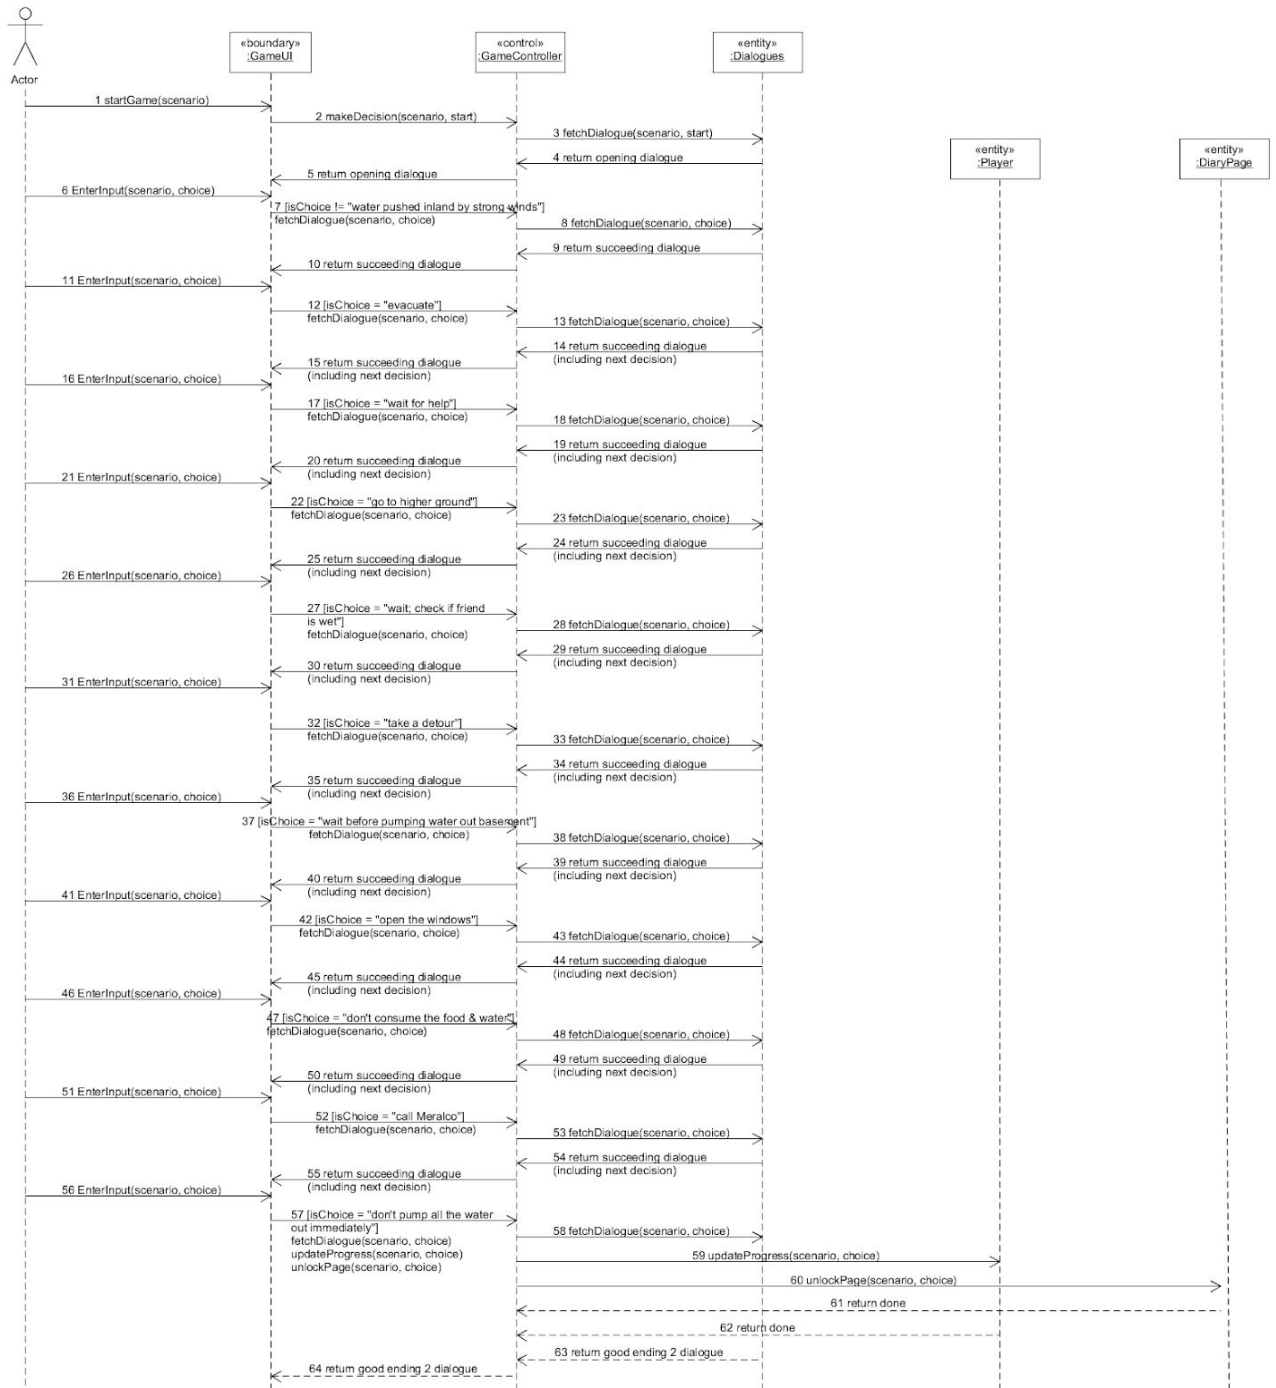 Actor
«boundary»
:GameUI
«control»
:GameController
«entity»
:Dialogues
«entity»
:Player
«entity»
:DiaryPage
1 startGame(scenario)
2 makeDecision(scenario, start)
3 fetchDialogue(scenario, start)
4 return opening dialogue
5 return opening dialogue
6 EnterInput(scenario, choice)
7 [isChoice != "water pushed inland by strong winds"]
fetchDialogue(scenario, choice)
8 fetchDialogue(scenario, choice)
9 return succeeding dialogue
10 return succeeding dialogue
11 EnterInput(scenario, choice)
12 [isChoice = "evacuate"]
fetchDialogue(scenario, choice)
13 fetchDialogue(scenario, choice)
14 return succeeding dialogue
(including next decision)
15 return succeeding dialogue
(including next decision)
16 EnterInput(scenario, choice)
17 [isChoice = "wait for help"]
fetchDialogue(scenario, choice)
18 fetchDialogue(scenario, choice)
19 return succeeding dialogue
(including next decision)
20 return succeeding dialogue
(including next decision)
21 EnterInput(scenario, choice)
22 [isChoice = "go to higher ground"]
fetchDialogue(scenario, choice)
23 fetchDialogue(scenario, choice)
24 return succeeding dialogue
(including next decision)
25 return succeeding dialogue
(including next decision)
26 EnterInput(scenario, choice)
27 [isChoice = "wait; check if friend
is wet"]
fetchDialogue(scenario, choice)
28 fetchDialogue(scenario, choice)
29 return succeeding dialogue
(including next decision)
30 return succeeding dialogue
(including next decision)
31 EnterInput(scenario, choice)
32 [isChoice = "take a detour"]
fetchDialogue(scenario, choice)
33 fetchDialogue(scenario, choice)
34 return succeeding dialogue
(including next decision)
35 return succeeding dialogue
(including next decision)
36 EnterInput(scenario, choice)
37 [isChoice = "wait before pumping water out basement"]
fetchDialogue(scenario, choice)
38 fetchDialogue(scenario, choice)
39 return succeeding dialogue
(including next decision)
40 return succeeding dialogue
(including next decision)
41 EnterInput(scenario, choice)
42 [isChoice = "open the windows"]
fetchDialogue(scenario, choice)
43 fetchDialogue(scenario, choice)
44 return succeeding dialogue
(including next decision)
45 return succeeding dialogue
(including next decision)
46 EnterInput(scenario, choice)
47 [isChoice = "don't consume the food & water"]
fetchDialogue(scenario, choice)
48 fetchDialogue(scenario, choice)
49 return succeeding dialogue
(including next decision)
50 return succeeding dialogue
(including next decision)
51 EnterInput(scenario, choice)
52 [isChoice = "call Meralco"]
fetchDialogue(scenario, choice)
53 fetchDialogue(scenario, choice)
54 return succeeding dialogue
(including next decision)
55 return succeeding dialogue
(including next decision)
56 EnterInput(scenario, choice)
57 [isChoice = "don't pump all the water
out immediately"]
fetchDialogue(scenario, choice)
updateProgress(scenario, choice)
unlockPage(scenario, choice)
58 fetchDialogue(scenario, choice)
59 updateProgress(scenario, choice)
60 unlockPage(scenario, choice)
61 return done
62 return done
63 return good ending 2 dialogue
64 return good ending 2 dialogue